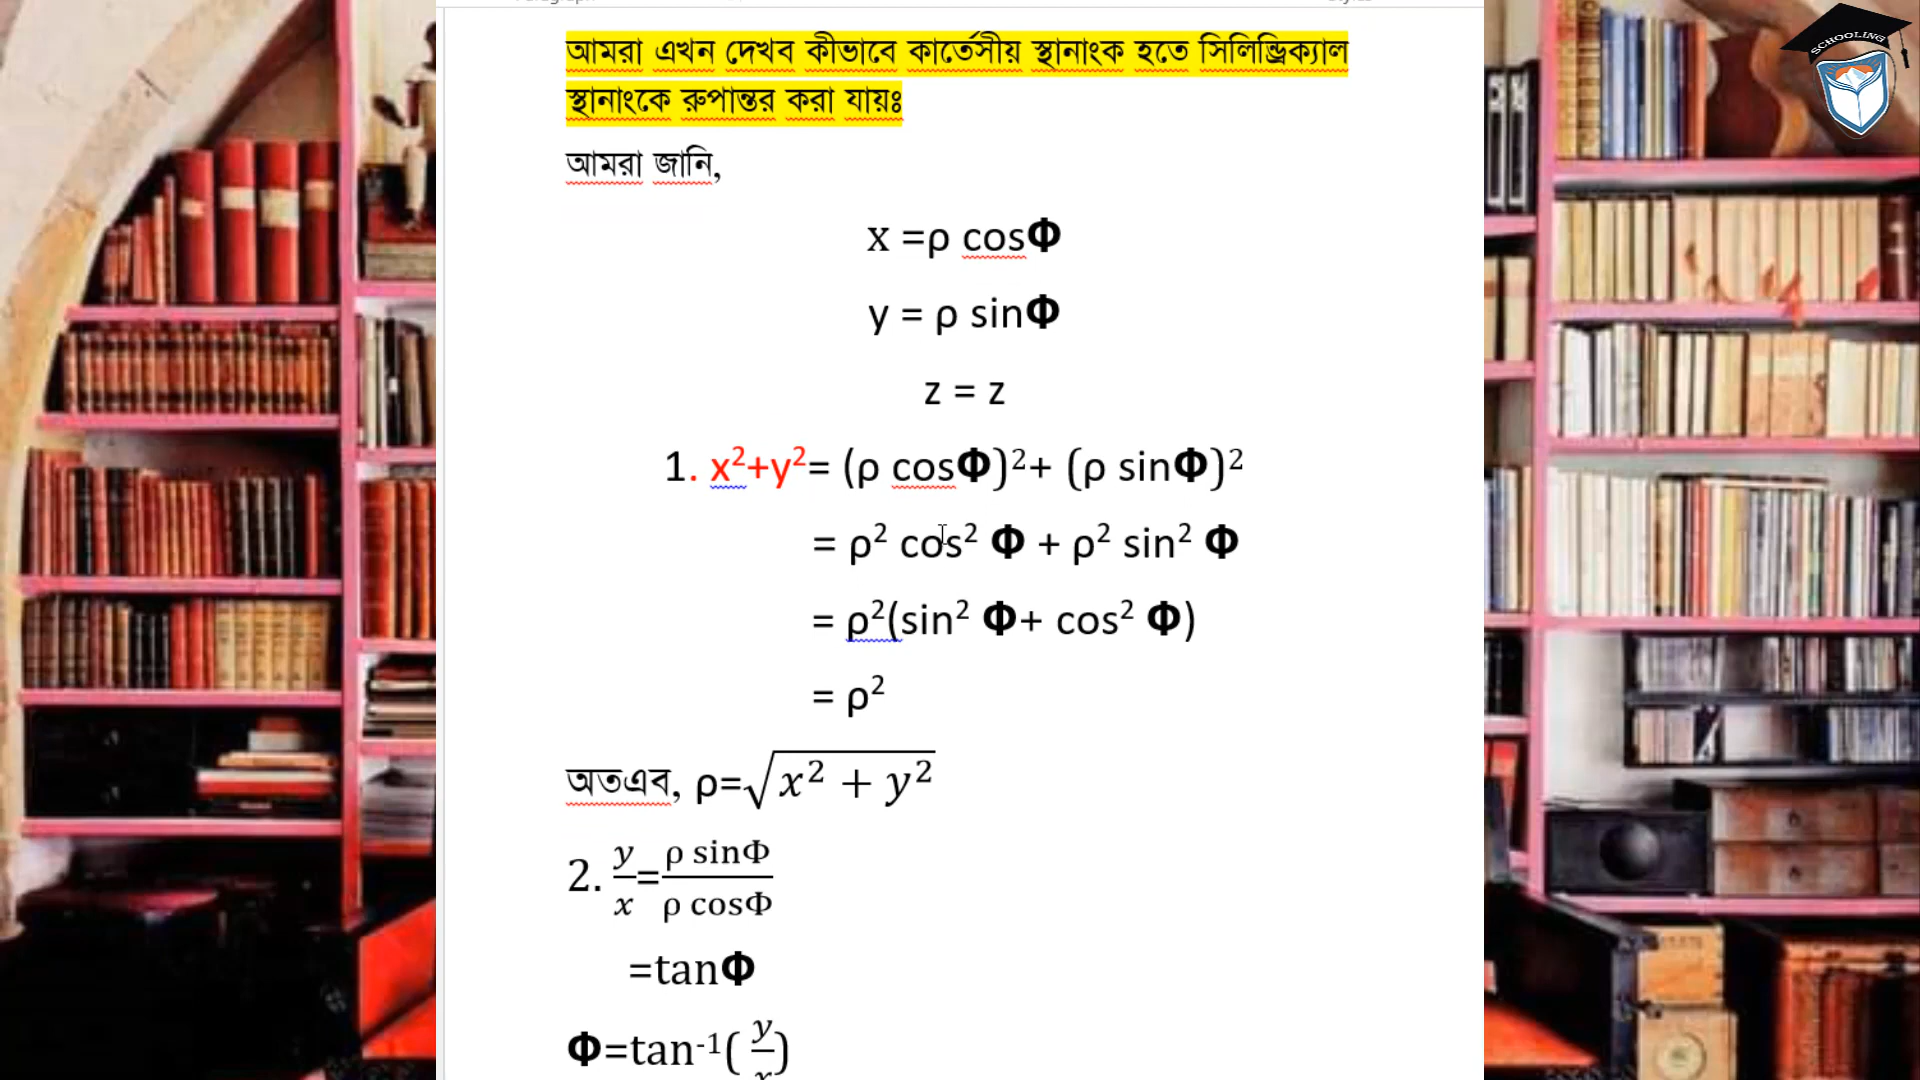 SCHOOLING
আমরা এখন দেখব কীভাবে কার্তেসীয় স্থানাংক হতে সিলিন্ড্রিক্যাল
স্থানাংকে রুপান্তর করা যায়ঃ
আমরা জানি,
x =ρ cosΦ
y = ρ sinΦ
z = z
1. x²+y²= (ρ cosΦ)²+ (ρ sinΦ)²
= ρ² cos² Φ + ρ² sin² Φ
= ρ²(sin² Φ+ cos² Φ)
= ρ²
অতএব, ρ=√x² + y²
2. y/x=ρ sinΦ/ρ cosΦ
=tanΦ
Φ=tan⁻¹( y/x)